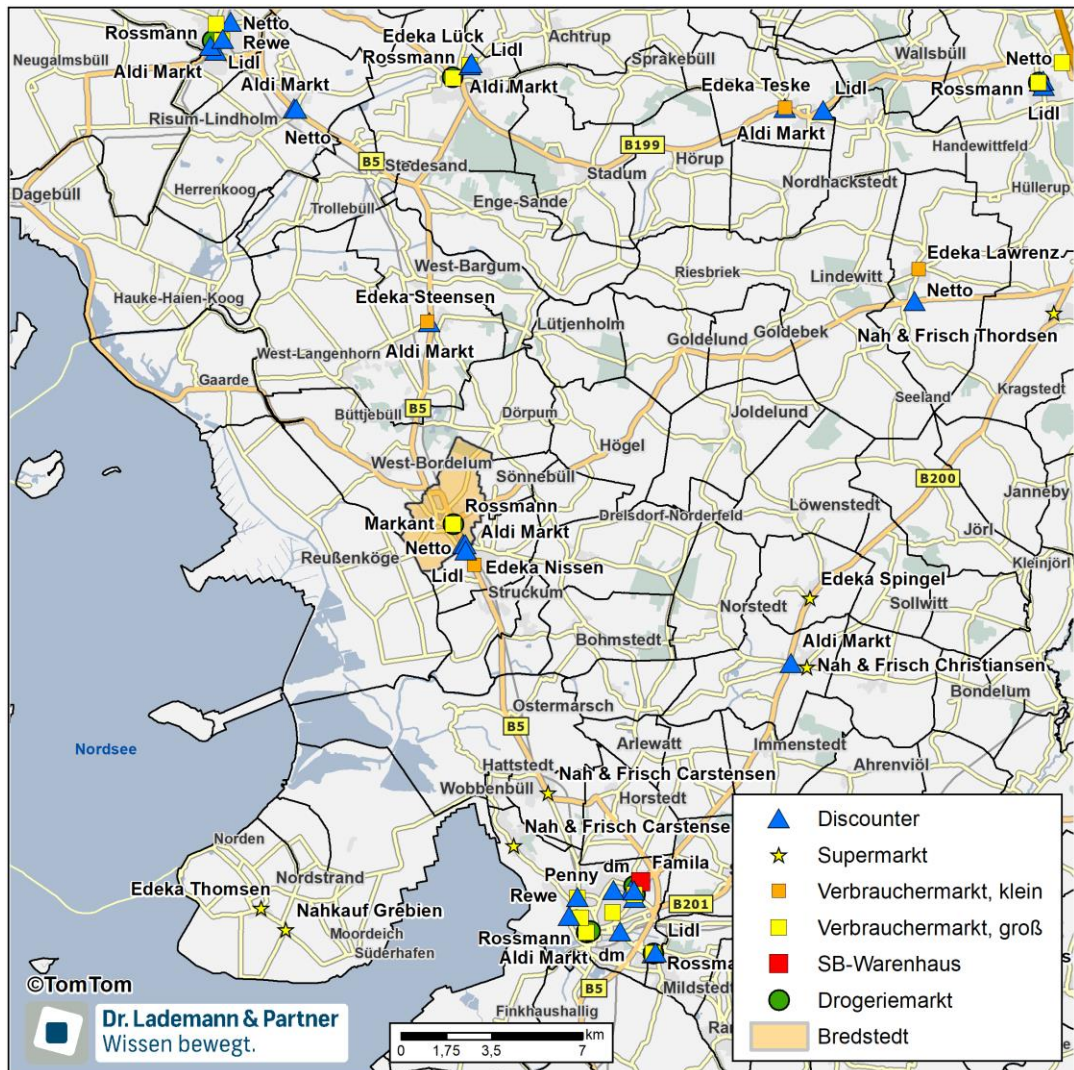 Rossmann
Netto
Rewe
Neugalmsbüll
Aldi Markt
Lidl
Edeka Lück
Lidl
Achtrup
Rossmann
Aldi Markt
Sprakebüll
Wallsbüll
Netto
Edeka Teske
Lidl
Rossmann
Lidl
Aldi Markt
Risum-Lindholm
Netto
Aldi Markt
B199
Hörup
Handewittfeld
B5
Stedesand
Stadum
Nordhackstedt
Dagebüll
Herrenkoog
Hüllerup
Trollebüll
Enge-Sande
Edeka Lawrenz
West-Bargum
Riesbriek
Lindewitt
Hauke-Haien-Koog
Netto
Edeka Steensen
Lütjenholm
Goldebek
Goldelund
Nah & Frisch Thordsen
Aldi Markt
West-Langenhorn
Gaarde
Kragstedt
Seeland
B5
Büttjebüll
Dörpum
Joldelund
Högel
West-Bordelum
Sönnebüll
B200
Janneby
Rossmann
Löwenstedt
Markant
Drelsdorf-Norderfeld
Aldi Markt
Jörl
Netto
Reußenköge
Kleinjörl
Lidl
Edeka Nissen
Edeka Spingel
Struckum
Norstedt
Sollwitt
Bohmstedt
Aldi Markt
Nah & Frisch Christiansen
Bondelum
Ostermarsch
B5
Nordsee
Arlewatt
Immenstedt
Hattstedt
Ahrenviöl
Nah & Frisch Carstensen
Wobbenbüll
Horstedt
Nah & Frisch Carstense
Norden
Penny
dm
Famila
Nordstrand
Edeka Thomsen
Rewe
Nahkauf Grebien
B201
Moordeich
Lidl
Rossmann
Süderhafen
Aldi Markt
dm
Rossma
B5
Mildstedt
Finkhaushallig
Discounter
Supermarkt
Verbrauchermarkt, klein
Verbrauchermarkt, groß
SB-Warenhaus
Drogeriemarkt
Bredstedt
©TomTom
Dr. Lademann & Partner
Wissen bewegt.
km
0 1,75 3,5 7